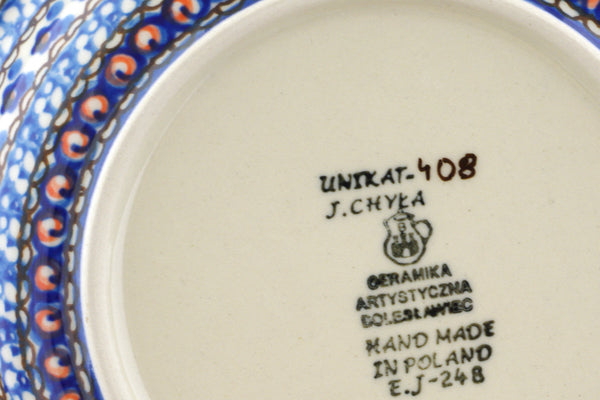 UNIKAT-408
J. CHYŁA
CERAMIKA
ARTYSTYCZNA
BOLESŁAWIEC
HAND MADE
IN POLAND
E.J-248